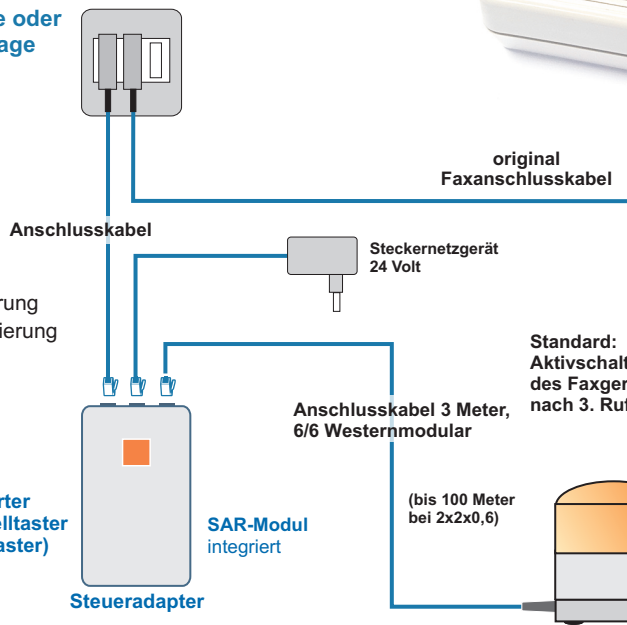 e oder
age
original
Faxanschlusskabel
Anschlusskabel
Steckernetzgerät
24 Volt
rung
ierung
Standard:
Aktivschalt
des Faxger
nach 3. Ruf
Anschlusskabel 3 Meter,
6/6 Westernmodular
(bis 100 Meter
bei 2x2x0,6)
rter
elltaster
aster)
SAR-Modul
integriert
Steueradapter